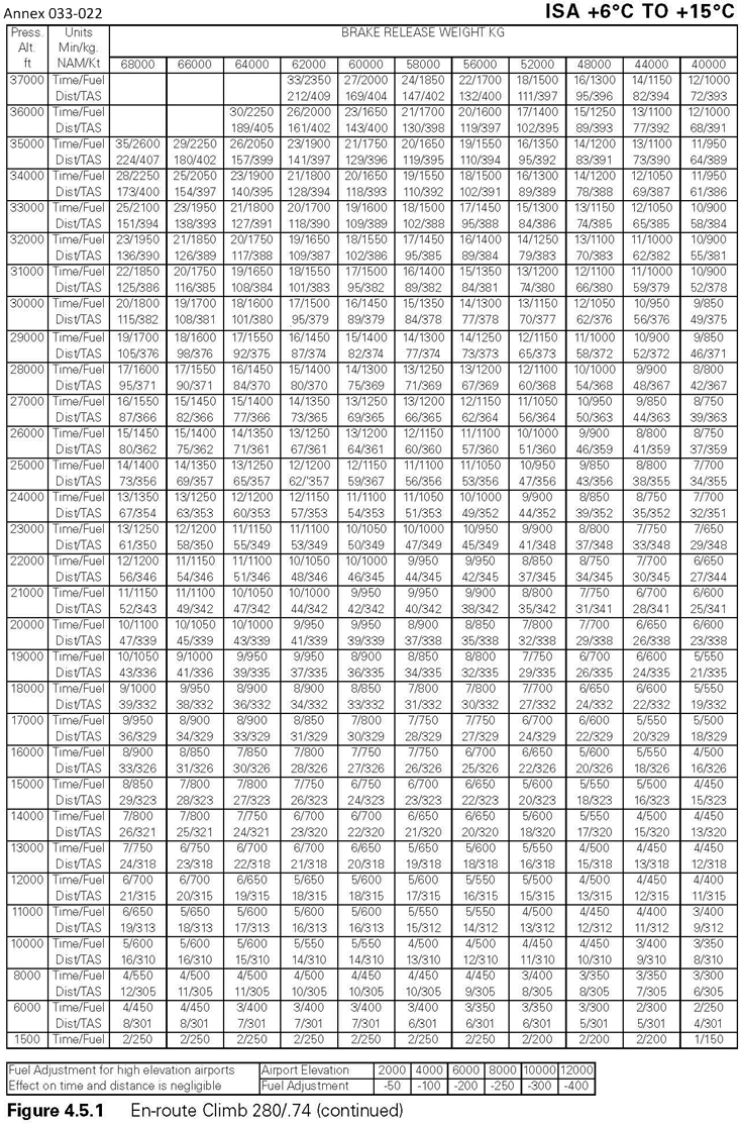 Annex 033-022
ISA +6°C TO +15°C
Press. Units BRAKE RELEASE WEIGHT KG
Alt. Min/kg.
ft NAM/Kt 68000 66000 64000 62000 60000 58000 56000 52000 48000 44000 40000
37000 Time/Fuel 33/2350 27/2000 24/1850 22/1700 18/1500 16/1300 14/1150 12/1000
Dist/TAS 212/409 169/404 147/402 132/400 111/397 95/396 82/394 72/393
36000 Time/Fuel 30/2250 26/2000 23/1650 21/1700 20/1600 17/1400 15/1250 13/1100 12/1000
Dist/TAS 189/405 161/402 143/400 130/398 119/397 102/395 89/393 77/392 68/391
35000 Time/Fuel 35/2600 29/2250 26/2050 23/1900 21/1750 20/1650 19/1550 16/1350 14/1200 13/1100 11/950
Dist/TAS 224/407 180/402 157/399 141/397 129/396 119/395 110/394 95/392 83/391 73/390 64/389
34000 Time/Fuel 28/2250 25/2050 23/1900 21/1800 20/1650 19/1550 18/1500 16/1300 14/1200 12/1050 11/950
Dist/TAS 173/400 154/397 140/395 128/394 118/393 110/392 102/391 89/389 78/388 69/387 61/386
33000 Time/Fuel 25/2100 23/1950 21/1800 20/1700 19/1600 18/1500 17/1450 15/1300 13/1150 12/1050 10/900
Dist/TAS 151/394 138/393 127/391 118/390 109/389 102/388 95/388 84/386 74/385 65/385 58/384
32000 Time/Fuel 23/1950 21/1850 20/1750 19/1650 18/1550 17/1450 16/1400 14/1250 13/1100 11/1000 10/900
Dist/TAS 136/390 126/389 117/388 109/387 102/386 95/385 89/384 79/383 70/383 62/382 55/381
31000 Time/Fuel 22/1850 20/1750 19/1650 18/1550 17/1500 16/1400 15/1350 13/1200 12/1100 11/1000 10/900
Dist/TAS 125/386 116/385 108/384 101/383 95/382 89/382 84/381 74/380 66/380 59/379 52/378
30000 Time/Fuel 20/1800 19/1700 18/1600 17/1500 16/1450 15/1350 14/1300 13/1150 12/1050 10/950 9/850
Dist/TAS 115/382 108/381 101/380 95/379 89/379 84/378 77/378 70/377 62/376 56/376 49/375
29000 Time/Fuel 19/1700 18/1600 17/1550 16/1450 15/1400 14/1300 14/1250 12/1150 11/1000 10/900 9/850
Dist/TAS 105/376 98/376 92/375 87/374 82/374 77/374 73/373 65/373 58/372 52/372 46/371
28000 Time/Fuel 17/1600 17/1550 16/1450 15/1400 14/1300 13/1250 13/1200 12/1100 10/1000 9/900 8/800
Dist/TAS 95/371 90/371 84/370 80/370 75/369 71/369 67/369 60/368 54/368 48/367 42/367
27000 Time/Fuel 16/1550 15/1450 15/1400 14/1350 13/1250 13/1200 12/1150 11/1050 10/950 9/850 8/750
Dist/TAS 87/366 82/366 77/366 73/365 69/365 66/365 62/364 56/364 50/363 44/363 39/363
26000 Time/Fuel 15/1450 15/1400 14/1350 13/1250 13/1200 12/1150 11/1100 10/1000 9/900 8/800 8/750
Dist/TAS 80/362 75/362 71/361 67/361 64/361 60/360 57/360 51/360 46/359 41/359 37/359
25000 Time/Fuel 14/1400 14/1350 13/1250 12/1200 12/1150 11/1100 11/1050 10/950 9/850 8/800 7/700
Dist/TAS 73/356 69/357 65/357 62/'357 59/367 56/356 53/356 47/356 43/356 38/355 34/355
24000 Time/Fuel 13/1350 13/1250 12/1200 12/1150 11/1100 11/1050 10/1000 9/900 8/850 8/750 7/700
Dist/TAS 67/354 63/353 60/353 57/353 54/353 51/353 49/352 44/352 39/352 35/352 32/351
23000 Time/Fuel 13/1250 12/1200 11/1150 11/1100 10/1050 10/1000 10/950 9/900 8/800 7/750 7/650
Dist/TAS 61/350 58/350 55/349 53/349 50/349 47/349 45/349 41/348 37/348 33/348 29/348
22000 Time/Fuel 12/1200 11/1150 11/1100 10/1050 10/1000 9/950 9/950 8/850 8/750 7/700 6/650
Dist/TAS 56/346 54/346 51/346 48/346 46/345 44/345 42/345 37/345 34/345 30/345 27/344
21000 Time/Fuel 11/1150 11/1100 10/1050 10/1000 9/950 9/950 9/900 8/800 7/750 7/700 6/600
Dist/TAS 52/343 49/342 47/342 44/342 42/342 40/342 38/342 35/342 31/341 28/341 25/341
20000 Time/Fuel 10/1100 10/1050 10/1000 9/950 9/950 8/900 8/850 7/800 7/700 6/650 6/600
Dist/TAS 47/339 45/339 43/339 41/339 39/339 37/338 35/338 32/338 29/338 26/338 23/338
19000 Time/Fuel 10/1050 9/1000 9/950 9/950 8/900 8/850 8/800 7/750 6/700 6/600 5/550
Dist/TAS 43/336 41/336 39/335 37/335 36/335 34/335 32/335 29/335 26/335 24/335 21/335
18000 Time/Fuel 9/1000 9/950 8/900 8/900 8/850 7/800 7/800 7/700 6/650 6/600 5/550
Dist/TAS 39/332 38/332 36/332 34/332 33/332 31/332 30/332 27/332 24/332 22/332 19/332
17000 Time/Fuel 9/950 8/900 8/900 8/850 7/800 7/750 7/750 6/700 6/600 5/550 5/500
Dist/TAS 36/329 34/329 33/329 31/329 30/329 28/329 27/329 24/329 22/329 20/329 18/329
16000 Time/Fuel 8/900 8/850 7/850 7/800 7/750 7/750 6/700 6/650 5/600 5/550 4/500
Dist/TAS 33/326 31/326 30/326 28/326 27/326 26/326 25/326 22/326 20/326 18/326 16/326
15000 Time/Fuel 8/850 7/800 7/800 7/750 6/750 6/700 6/650 5/600 5/550 5/500 4/450
Dist/TAS 29/323 28/323 27/323 26/323 24/323 23/323 22/323 20/323 18/323 16/323 15/323
14000 Time/Fuel 7/800 7/800 7/750 6/700 6/700 6/650 6/650 5/600 5/550 4/500 4/450
Dist/TAS 26/321 25/321 24/321 23/320 22/320 21/320 20/320 18/320 17/320 15/320 13/320
13000 Time/Fuel 7/750 6/750 6/700 6/700 6/650 5/650 5/600 5/550 4/500 4/450 4/400
Dist/TAS 24/318 23/318 22/318 21/318 20/318 19/318 18/318 16/318 15/318 13/318 12/318
12000 Time/Fuel 6/700 6/700 6/650 5/650 5/600 5/600 5/550 5/500 4/500 4/450 4/400
Dist/TAS 21/315 20/315 19/315 18/315 18/315 17/315 16/315 15/315 13/315 12/315 11/315
11000 Time/Fuel 6/650 5/650 5/600 5/600 5/600 5/550 5/550 4/500 4/450 4/400 3/400
Dist/TAS 19/313 18/313 17/313 16/313 16/313 15/312 14/312 13/312 12/312 11/312 9/312
10000 Time/Fuel 5/600 5/600 5/550 5/550 5/550 4/500 4/500 4/450 4/450 3/400 3/350
Dist/TAS 16/310 16/310 15/310 14/310 14/310 13/310 12/310 11/310 10/310 9/310 8/310
8000 Time/Fuel 4/550 4/500 4/500 4/500 4/450 4/450 4/450 3/400 3/350 3/350 3/300
Dist/TAS 12/305 11/305 11/305 10/305 10/305 10/305 9/305 8/305 8/305 7/305 6/305
6000 Time/Fuel 4/450 4/450 3/400 3/400 3/400 3/400 3/350 3/350 3/300 2/300 2/250
Dist/TAS 8/301 8/301 7/301 7/301 7/301 6/301 6/301 6/301 5/301 5/301 4/301
1500 Time/Fuel 2/250 2/250 2/250 2/250 2/250 2/250 2/250 2/200 2/200 2/200 1/150
Fuel Adjustment for high elevation airports Airport Elevation 2000 4000 6000 8000 10000 12000
Effect on time and distance is negligible Fuel Adjustment -50 -100 -200 -250 -300 -400
Figure 4.5.1 En-route Climb 280/.74 (continued)